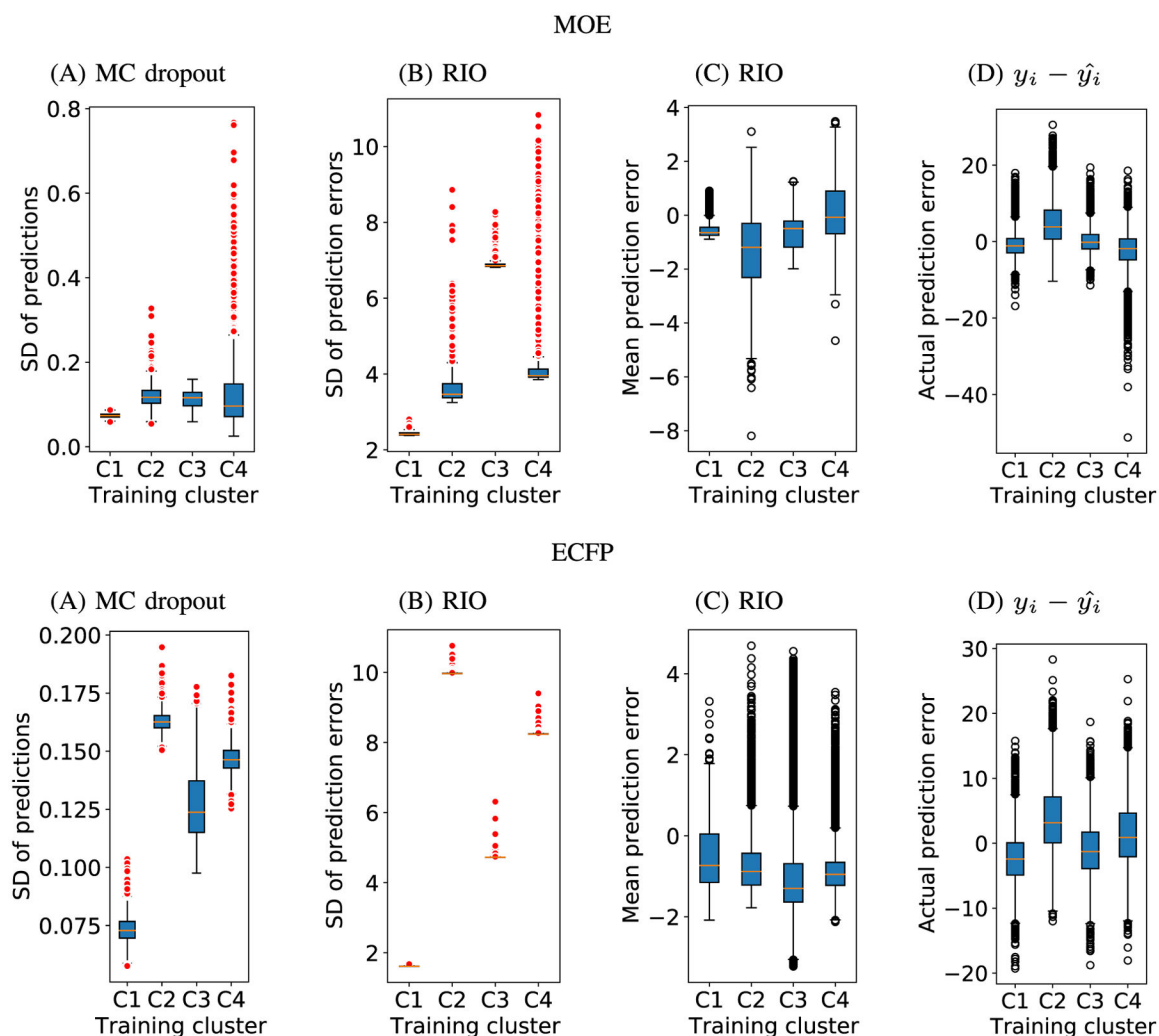 MOE
(A) MC dropout
(B) RIO
(C) RIO
(D) y_i − ŷ_i
SD of predictions
0.8
0.6
0.4
0.2
0.0
C1 C2 C3 C4
Training cluster
SD of prediction errors
10
8
6
4
2
C1 C2 C3 C4
Training cluster
Mean prediction error
4
2
0
−2
−4
−6
−8
C1 C2 C3 C4
Training cluster
Actual prediction error
20
0
−20
−40
C1 C2 C3 C4
Training cluster
ECFP
(A) MC dropout
(B) RIO
(C) RIO
(D) y_i − ŷ_i
SD of predictions
0.200
0.175
0.150
0.125
0.100
0.075
C1 C2 C3 C4
Training cluster
SD of prediction errors
10
8
6
4
2
C1 C2 C3 C4
Training cluster
Mean prediction error
4
2
0
−2
C1 C2 C3 C4
Training cluster
Actual prediction error
30
20
10
0
−10
−20
C1 C2 C3 C4
Training cluster